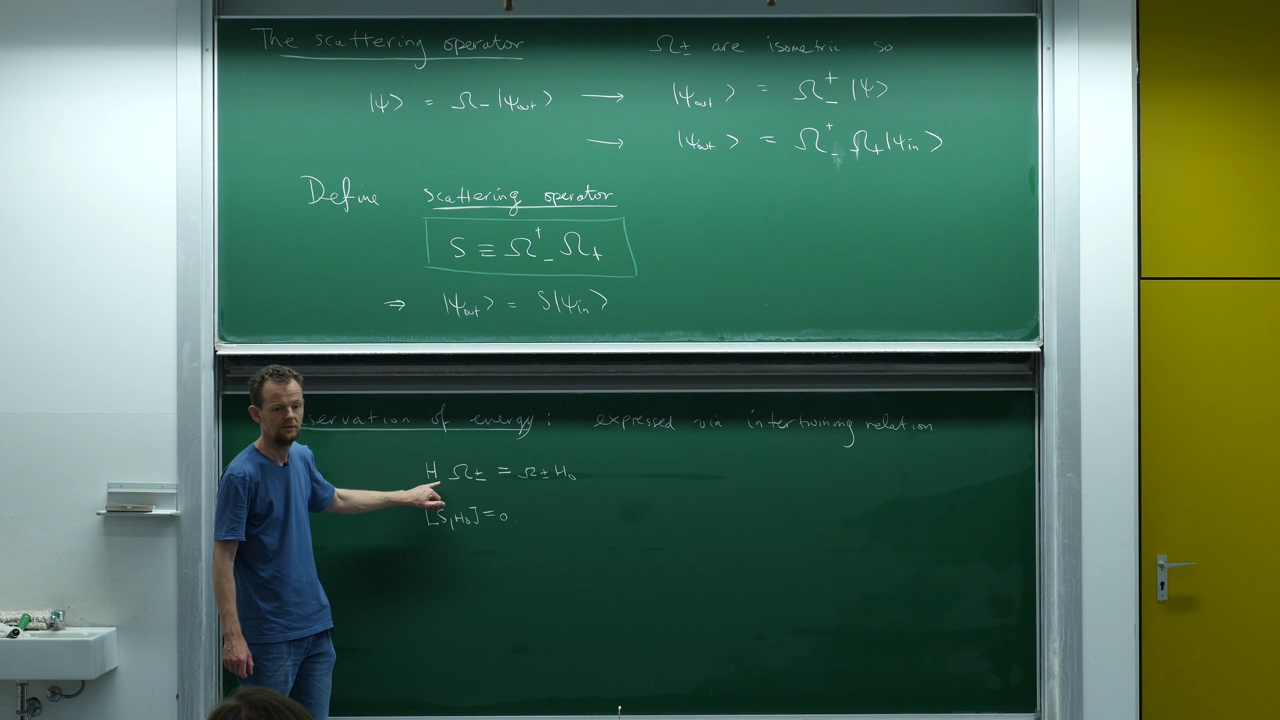 The scattering operator
|ψ⟩ = Ω₋|ψout⟩ ⟶
Define scattering operator
S ≡ Ω₋† Ω₊
⇒ |ψout⟩ = S|ψin⟩
Ω± are isometric so
|ψout⟩ = Ω₋† |ψ⟩
⟶ |ψout⟩ = Ω₋† Ω₊|ψin⟩
servation of energy: expressed via intertwining relation
H Ω± = Ω± H₀
[S, H₀] = 0.